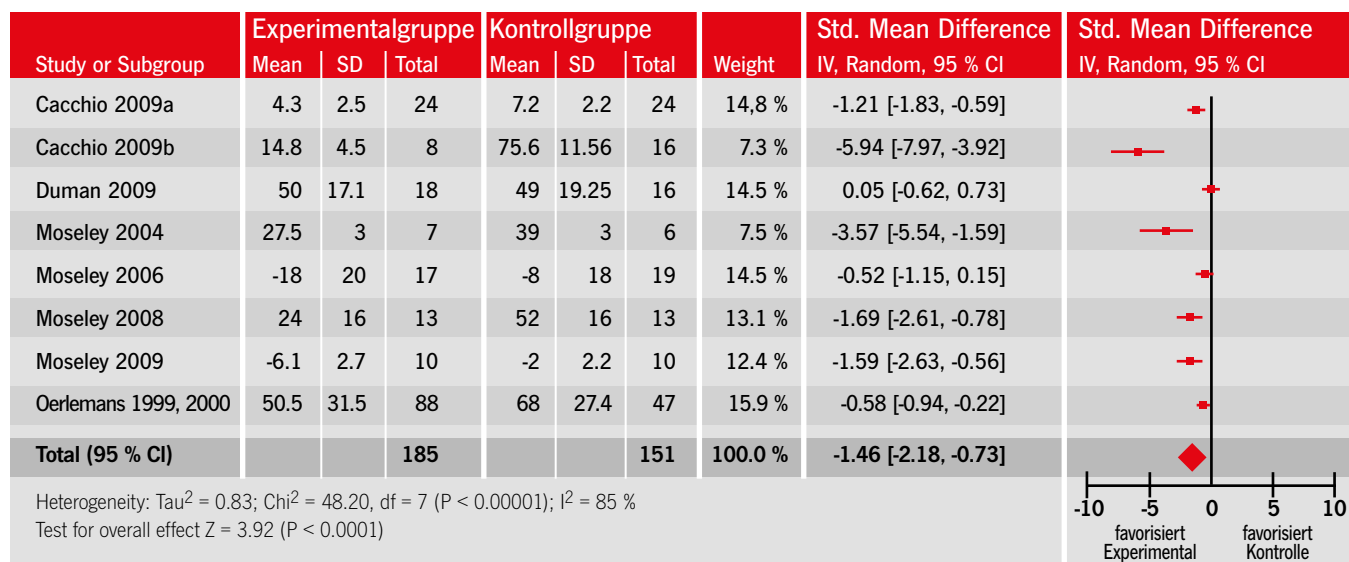 Experimentalgruppe Kontrollgruppe Std. Mean Difference Std. Mean Difference
Study or Subgroup Mean SD Total Mean SD Total Weight IV, Random, 95 % CI IV, Random, 95 % CI
Cacchio 2009a 4.3 2.5 24 7.2 2.2 24 14,8 % -1.21 [-1.83, -0.59]
Cacchio 2009b 14.8 4.5 8 75.6 11.56 16 7.3 % -5.94 [-7.97, -3.92]
Duman 2009 50 17.1 18 49 19.25 16 14.5 % 0.05 [-0.62, 0.73]
Moseley 2004 27.5 3 7 39 3 6 7.5 % -3.57 [-5.54, -1.59]
Moseley 2006 -18 20 17 -8 18 19 14.5 % -0.52 [-1.15, 0.15]
Moseley 2008 24 16 13 52 16 13 13.1 % -1.69 [-2.61, -0.78]
Moseley 2009 -6.1 2.7 10 -2 2.2 10 12.4 % -1.59 [-2.63, -0.56]
Oerlemans 1999, 2000 50.5 31.5 88 68 27.4 47 15.9 % -0.58 [-0.94, -0.22]
Total (95 % CI) 185 151 100.0 % -1.46 [-2.18, -0.73]
Heterogeneity: Tau² = 0.83; Chi² = 48.20, df = 7 (P < 0.00001); I² = 85 %
Test for overall effect Z = 3.92 (P < 0.0001)
-10 -5 0 5 10
favorisiert favorisiert
Experimental Kontrolle